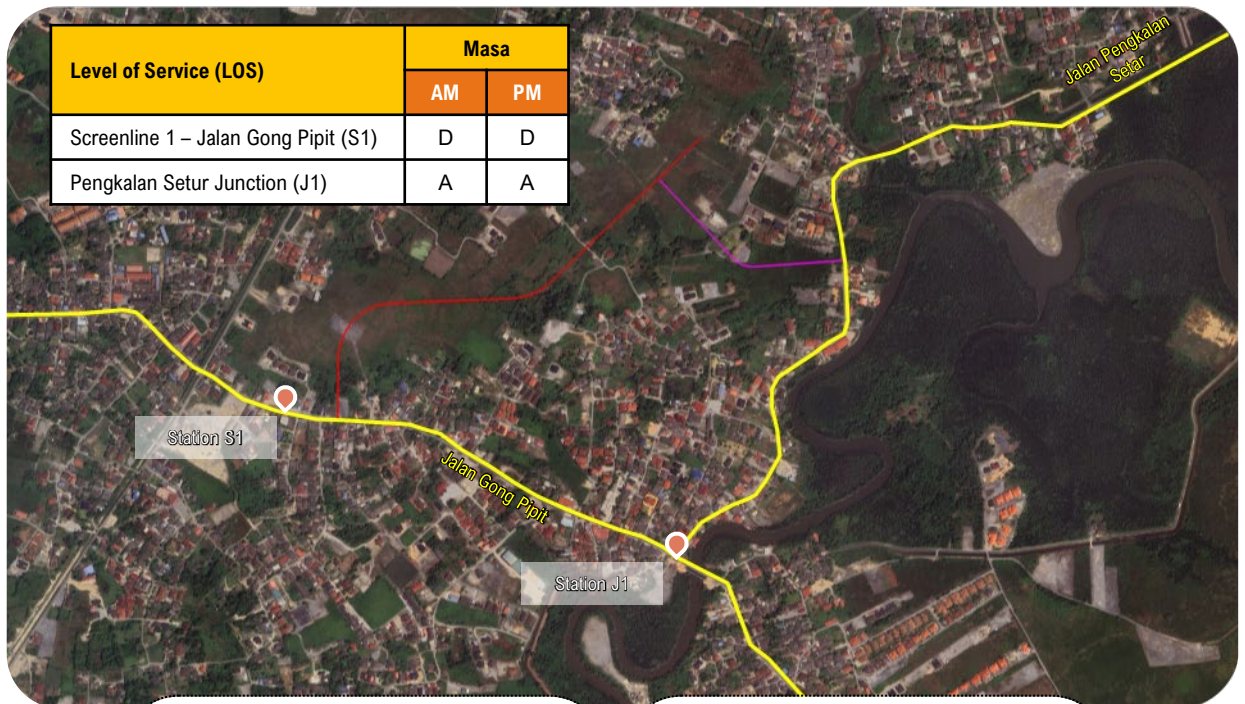 Level of Service (LOS)
Masa
AM
PM
Screenline 1 – Jalan Gong Pipit (S1)
D
D
Pengkalan Setur Junction (J1)
A
A
Jalan Pengkalan
Setar
Station S1
Jalan Gong Pipit
Station J1